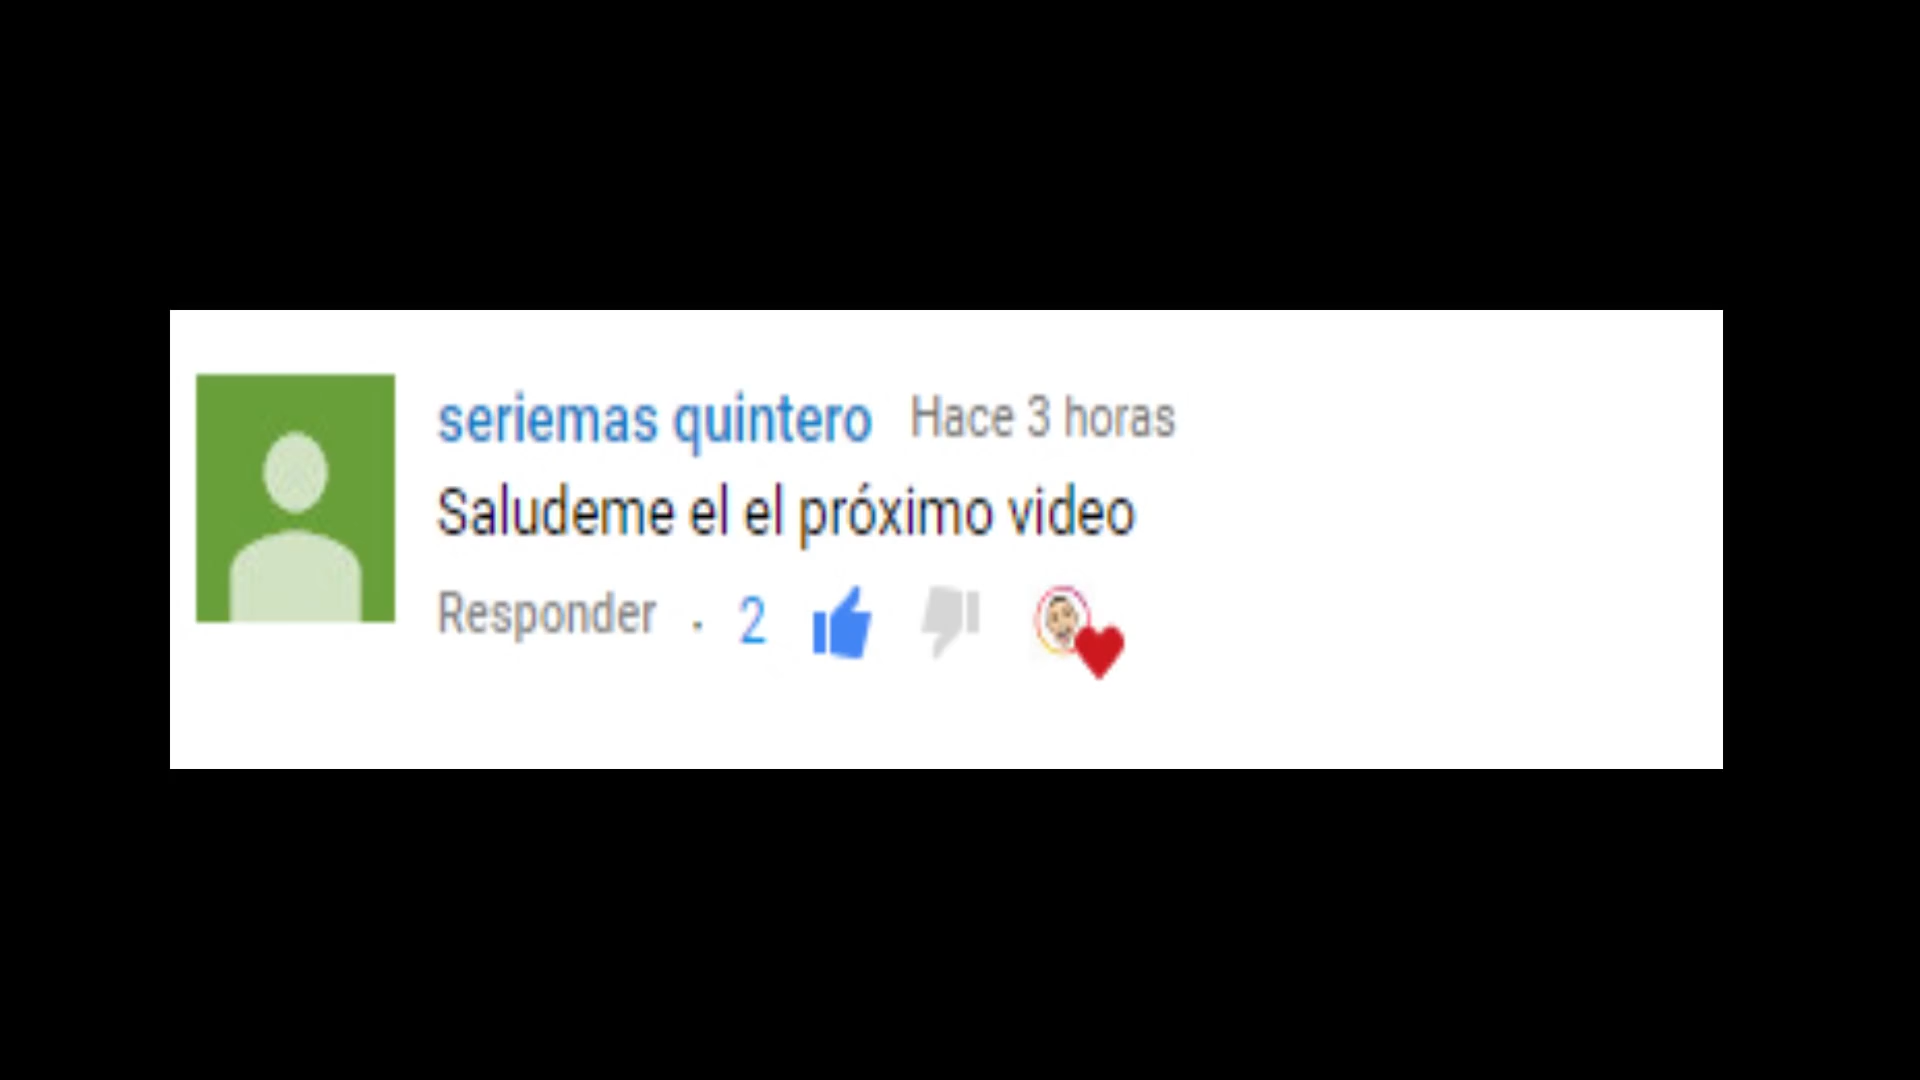 seriemas quintero Hace 3 horas
Saludeme el el próximo video
Responder . 2